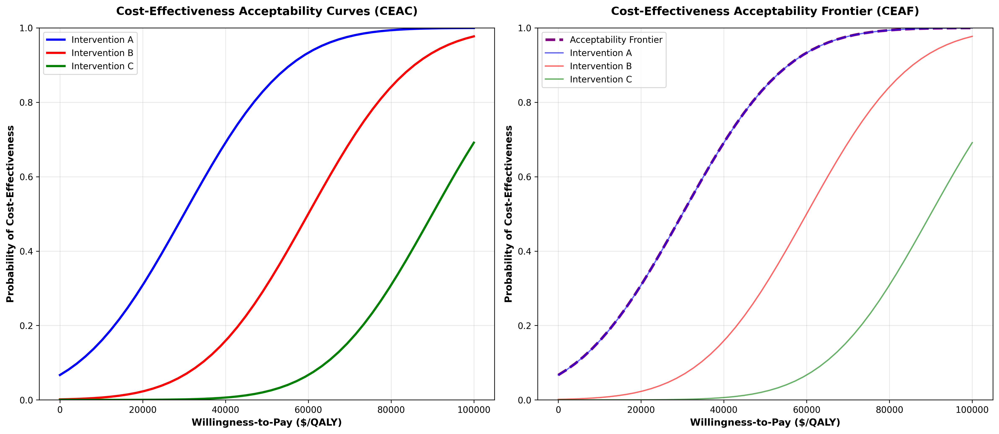 Cost-Effectiveness Acceptability Curves (CEAC)
Intervention A
Intervention B
Intervention C
Probability of Cost-Effectiveness
1.0
0.8
0.6
0.4
0.2
0.0
0 20000 40000 60000 80000 100000
Willingness-to-Pay ($/QALY)
Cost-Effectiveness Acceptability Frontier (CEAF)
Acceptability Frontier
Intervention A
Intervention B
Intervention C
Probability of Cost-Effectiveness
1.0
0.8
0.6
0.4
0.2
0.0
0 20000 40000 60000 80000 100000
Willingness-to-Pay ($/QALY)